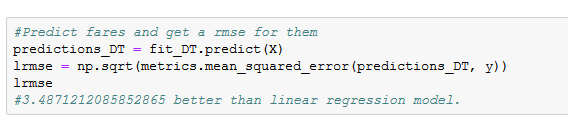 #Predict fares and get a rmse for them
predictions_DT = fit_DT.predict(X)
lrmse = np.sqrt(metrics.mean_squared_error(predictions_DT, y))
lrmse
#3.4871212085852865 better than linear regression model.